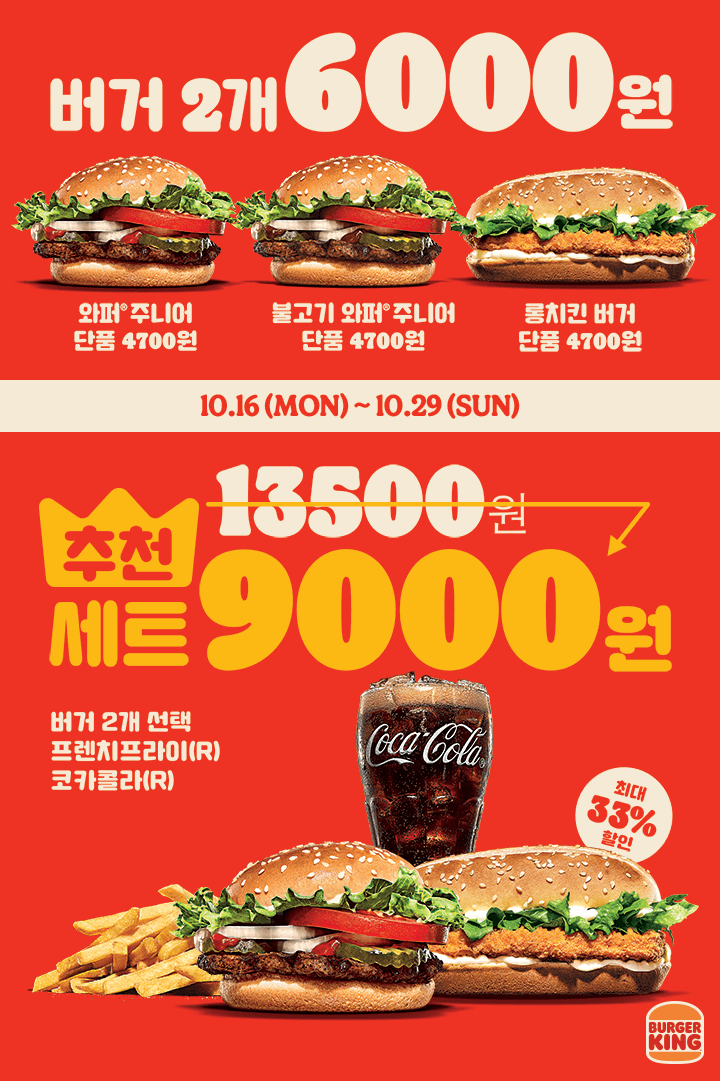 버거 2개 6000원
와퍼® 주니어
단품 4700원
불고기 와퍼® 주니어
단품 4700원
롱치킨 버거
단품 4700원
10.16 (MON) ~ 10.29 (SUN)
13500원
추천
세트 9000원
버거 2개 선택
프렌치프라이(R)
코카콜라(R)
Coca-Cola®
최대
33%
할인
BURGER
KING